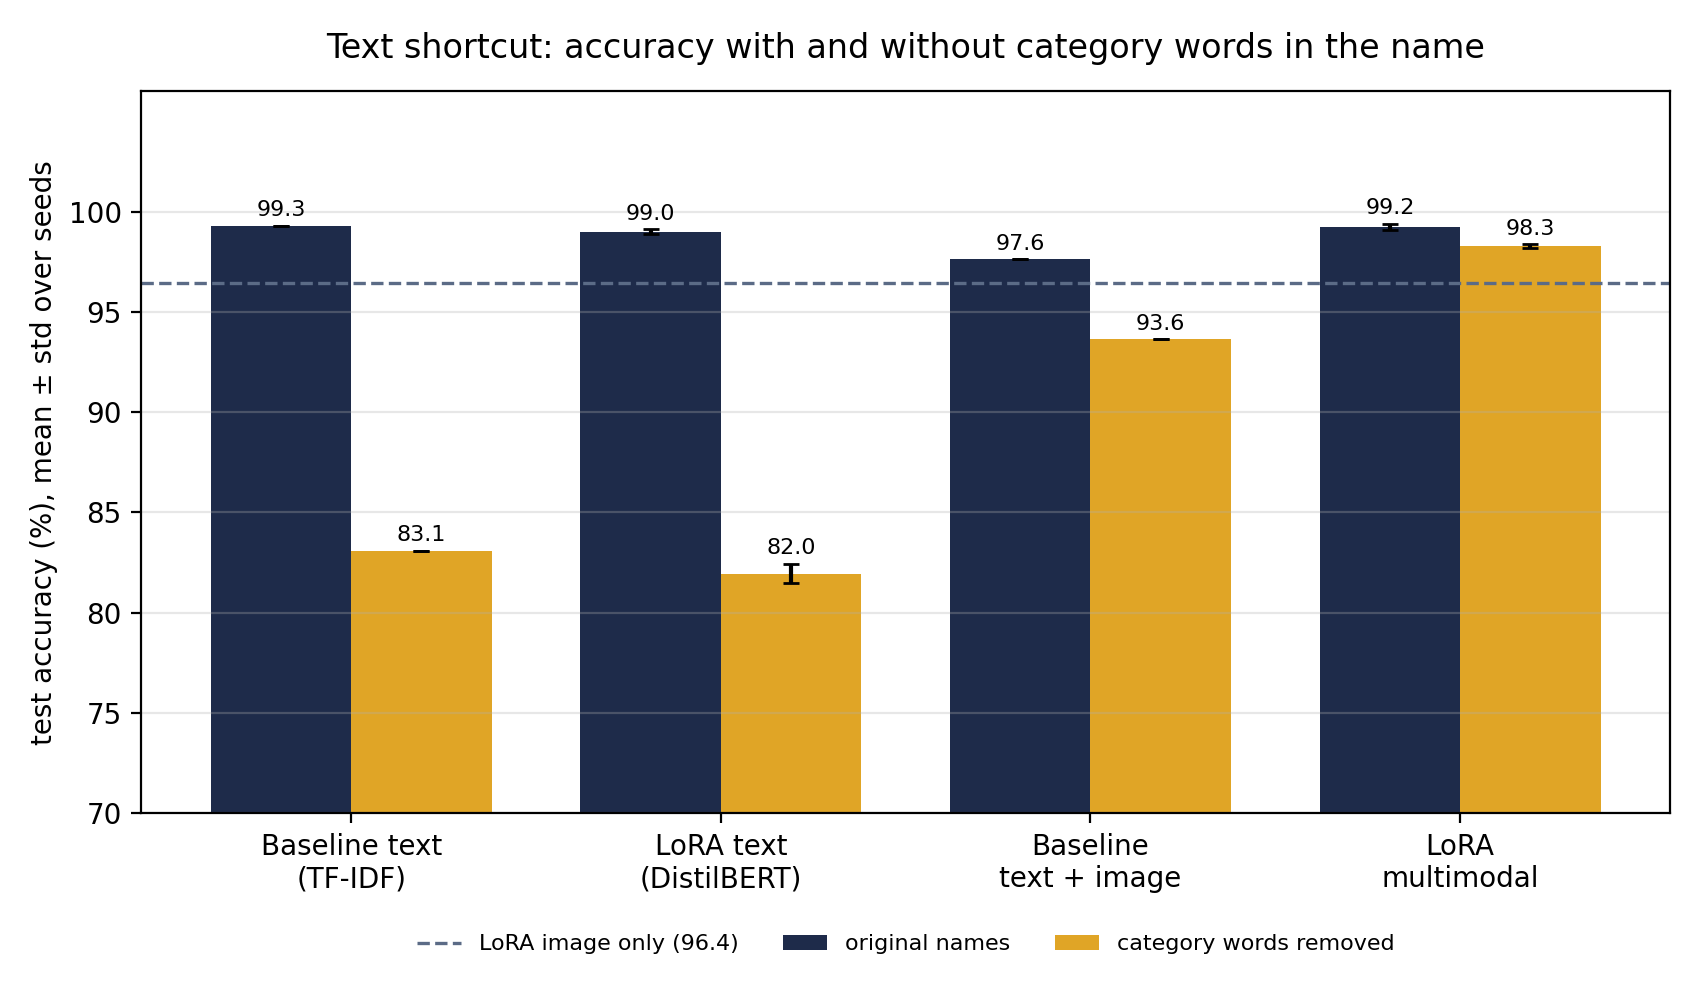 Text shortcut: accuracy with and without category words in the name
test accuracy (%), mean ± std over seeds
100
95
90
85
80
75
70
99.3
83.1
99.0
82.0
97.6
93.6
99.2
98.3
Baseline text
(TF-IDF)
LoRA text
(DistilBERT)
Baseline
text + image
LoRA
multimodal
LoRA image only (96.4)
original names
category words removed